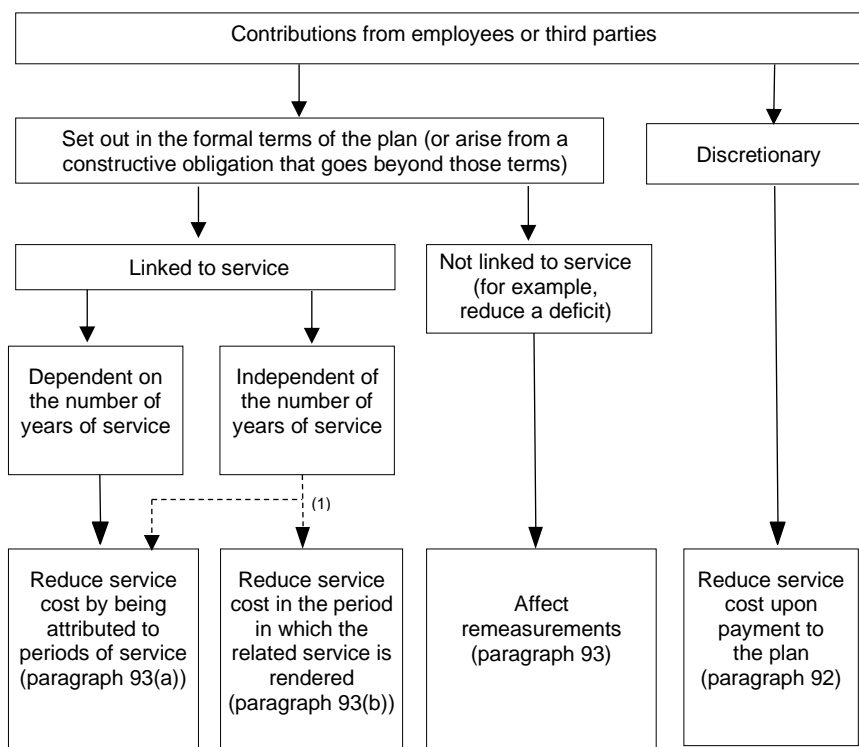 Contributions from employees or third parties
Set out in the formal terms of the plan (or arise from a
constructive obligation that goes beyond those terms)
Discretionary
Linked to service
Not linked to service
(for example,
reduce a deficit)
Dependent on
the number of
years of service
Independent of
the number of
years of service
(1)
Reduce service
cost by being
attributed to
periods of service
(paragraph 93(a))
Reduce service
cost in the period
in which the
related service is
rendered
(paragraph 93(b))
Affect
remeasurements
(paragraph 93)
Reduce service
cost upon
payment to
the plan
(paragraph 92)